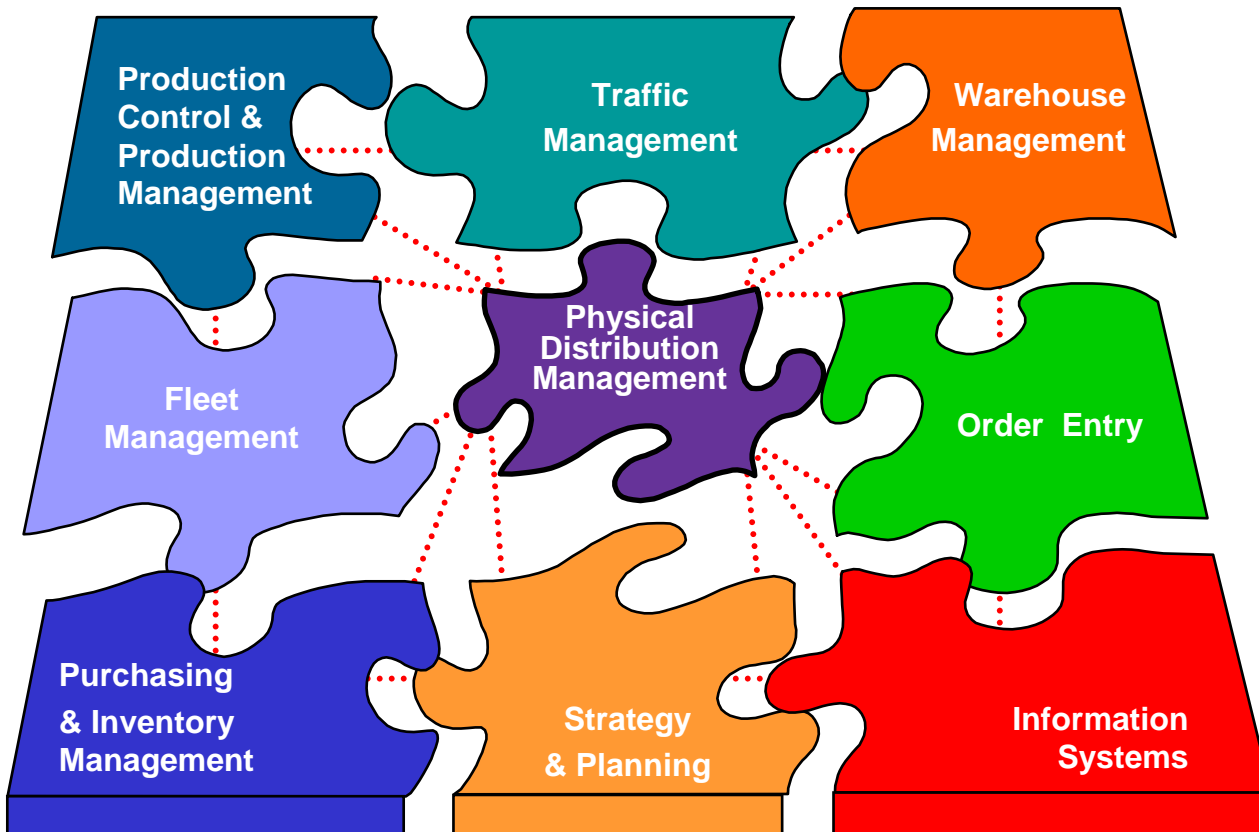 Production
Control &
Production
Management
Traffic
Management
Warehouse
Management
Fleet
Management
Physical
Distribution
Management
Order Entry
Purchasing
& Inventory
Management
Strategy
& Planning
Information
Systems